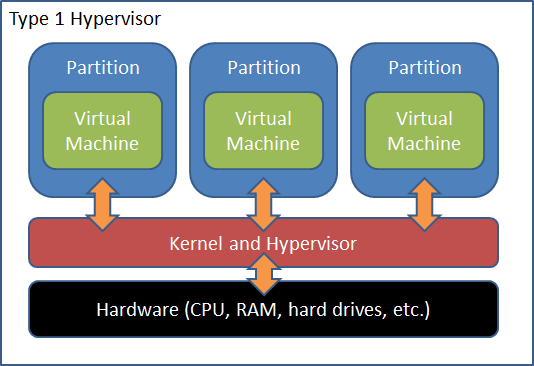 Type 1 Hypervisor
Partition
Virtual
Machine
Partition
Virtual
Machine
Partition
Virtual
Machine
Kernel and Hypervisor
Hardware (CPU, RAM, hard drives, etc.)